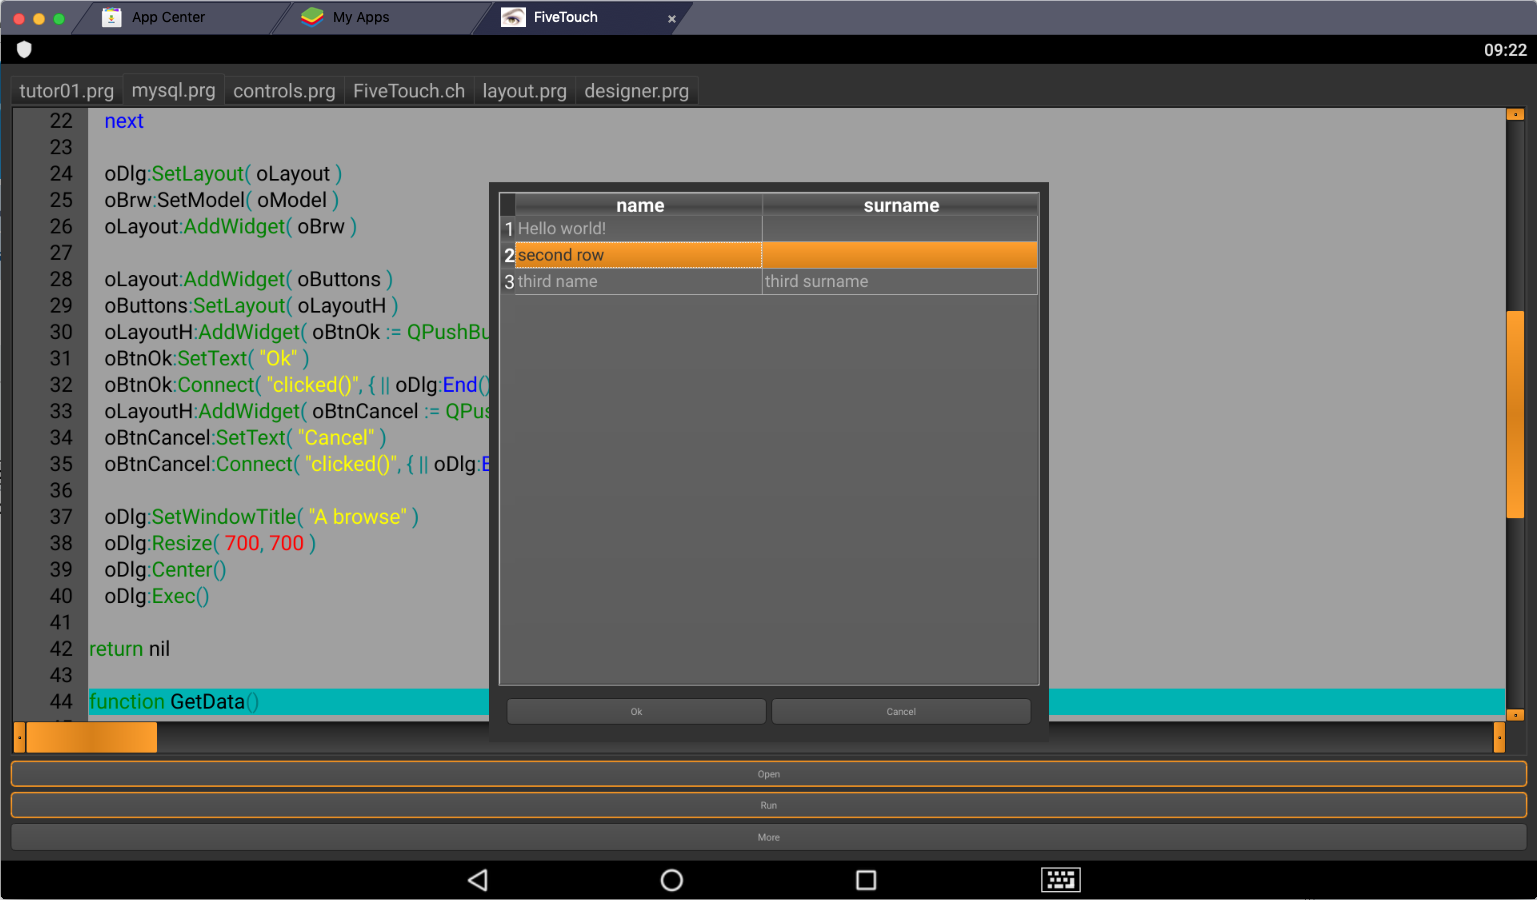 App Center
My Apps
FiveTouch
×
09:22
tutor01.prg
mysql.prg
controls.prg
FiveTouch.ch
layout.prg
designer.prg
22 next
23
24 oDlg:SetLayout( oLayout )
25 oBrw:SetModel( oModel )
26 oLayout:AddWidget( oBrw )
27
28 oLayout:AddWidget( oButtons )
29 oButtons:SetLayout( oLayoutH )
30 oLayoutH:AddWidget( oBtnOk := QPushBu
31 oBtnOk:SetText( "Ok" )
32 oBtnOk:Connect( "clicked()", { || oDlg:End()
33 oLayoutH:AddWidget( oBtnCancel := QPus
34 oBtnCancel:SetText( "Cancel" )
35 oBtnCancel:Connect( "clicked()", { || oDlg:E
36
37 oDlg:SetWindowTitle( "A browse" )
38 oDlg:Resize( 700, 700 )
39 oDlg:Center()
40 oDlg:Exec()
41
42 return nil
43
44 function GetData()
name surname
1 Hello world!
2 second row
3 third name third surname
Ok
Cancel
Open
Run
More